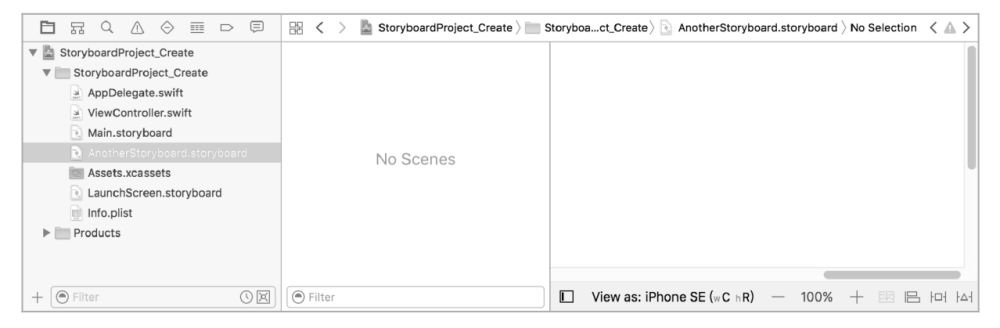 StoryboardProject_Create 〉 Storyboa...ct_Create 〉 AnotherStoryboard.storyboard 〉 No Selection
StoryboardProject_Create
StoryboardProject_Create
AppDelegate.swift
ViewController.swift
Main.storyboard
AnotherStoryboard.storyboard
Assets.xcassets
LaunchScreen.storyboard
Info.plist
Products
No Scenes
Filter
Filter
View as: iPhone SE (wC hR) — 100% +